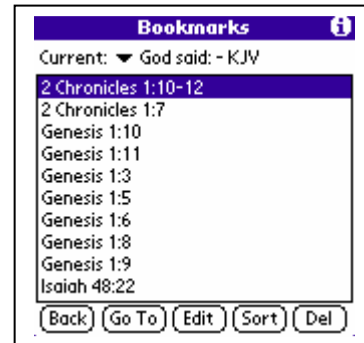 Bookmarks i
Current: God said: - KJV
2 Chronicles 1:10-12
2 Chronicles 1:7
Genesis 1:10
Genesis 1:11
Genesis 1:3
Genesis 1:5
Genesis 1:6
Genesis 1:8
Genesis 1:9
Isaiah 48:22
Back Go To Edit Sort Del